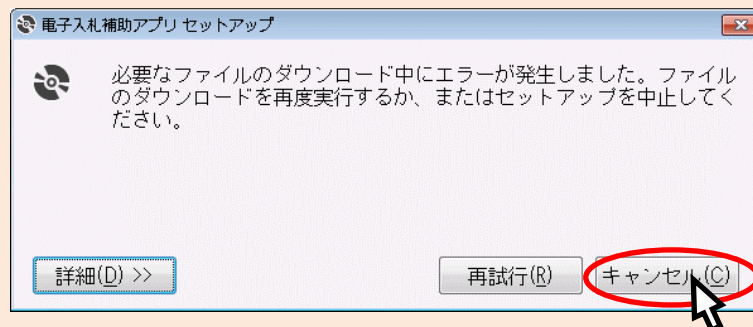 電子入札補助アプリ セットアップ
必要なファイルのダウンロード中にエラーが発生しました。ファイル
のダウンロードを再度実行するか、またはセットアップを中止してく
ださい。
詳細(D) >> 再試行(R) キャンセル(C)